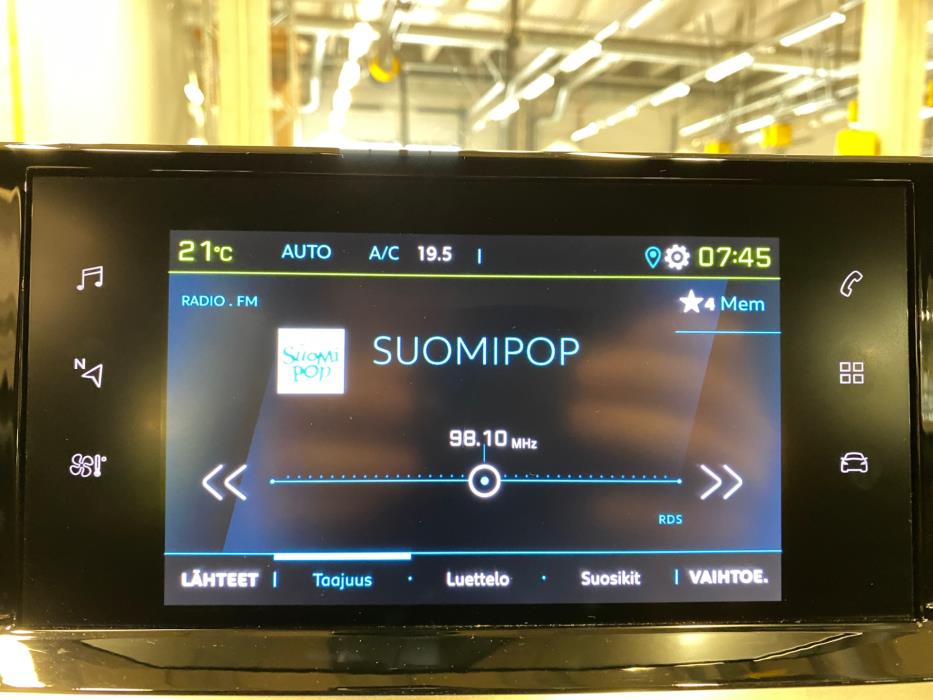 21°C AUTO A/C 19.5 07:45
RADIO . FM
4 Mem
Suomi
POP
SUOMIPOP
N
98.10 MHz
RDS
LÄHTEET | Taajuus · Luettelo · Suosikit | VAIHTOE.